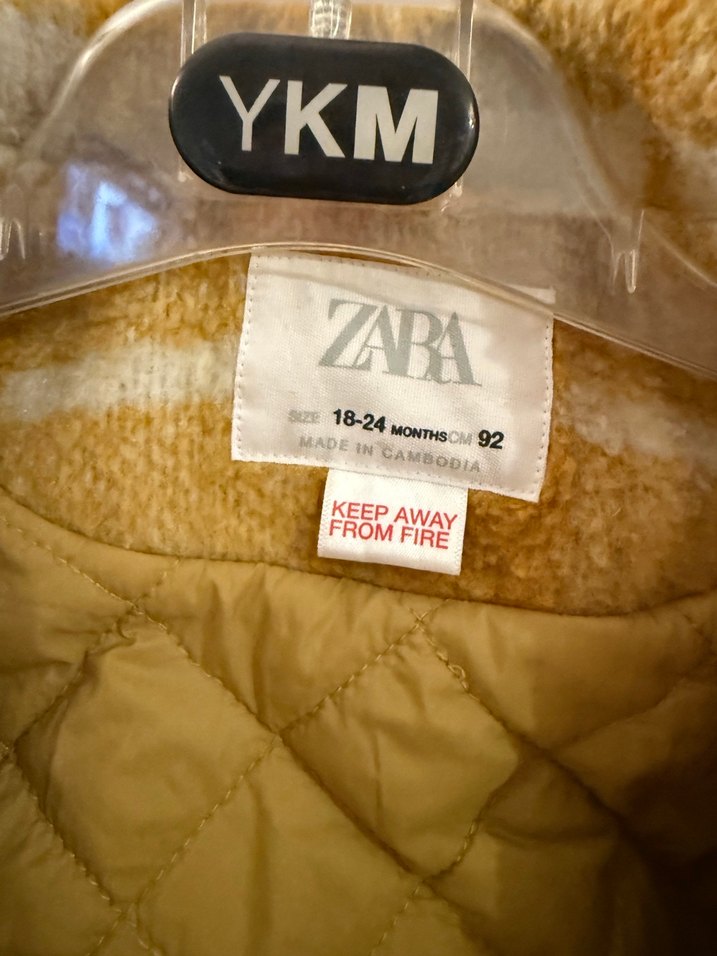 YKM
ZARA
SIZE 18-24 MONTHS CM 92
MADE IN CAMBODIA
KEEP AWAY
FROM FIRE